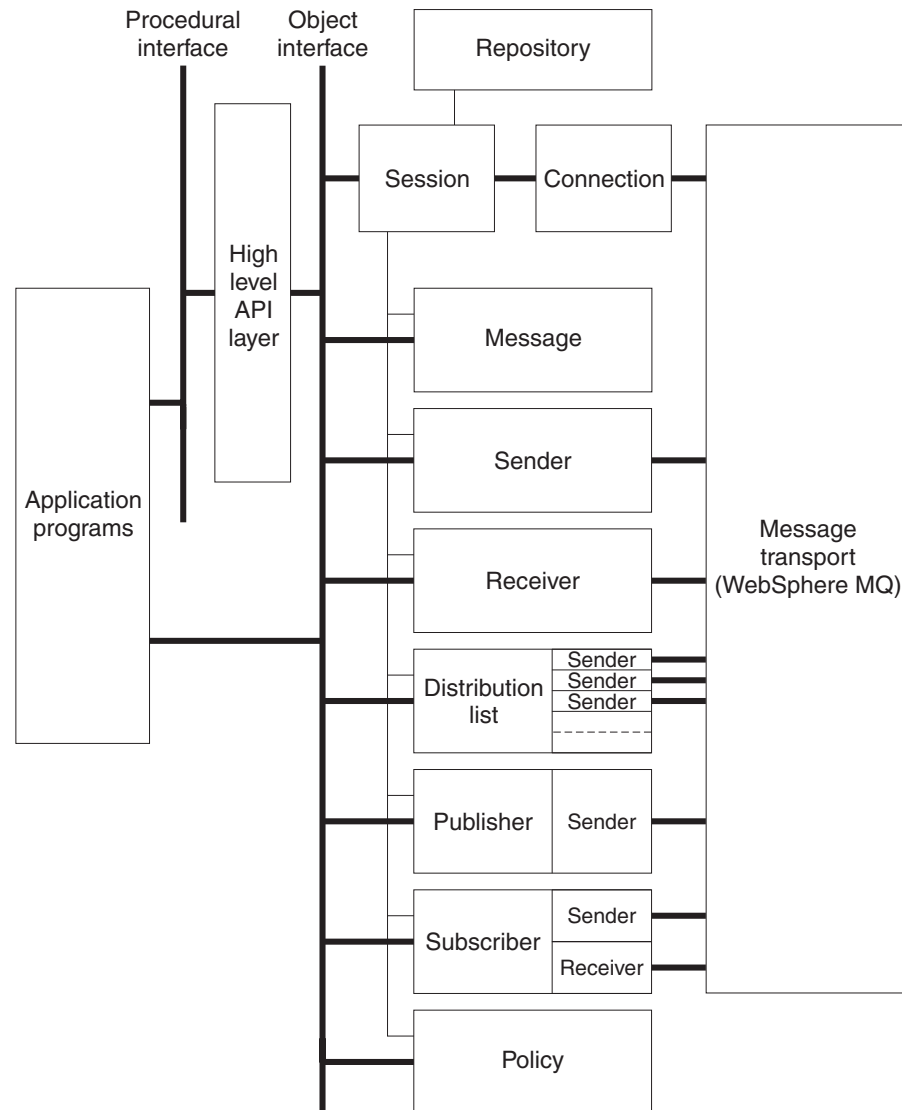 Procedural
interface
Object
interface
Repository
Session
Connection
High
level
API
layer
Message
Sender
Application
programs
Receiver
Message
transport
(WebSphere MQ)
Distribution
list
Sender
Sender
Sender
Publisher
Sender
Subscriber
Sender
Receiver
Policy